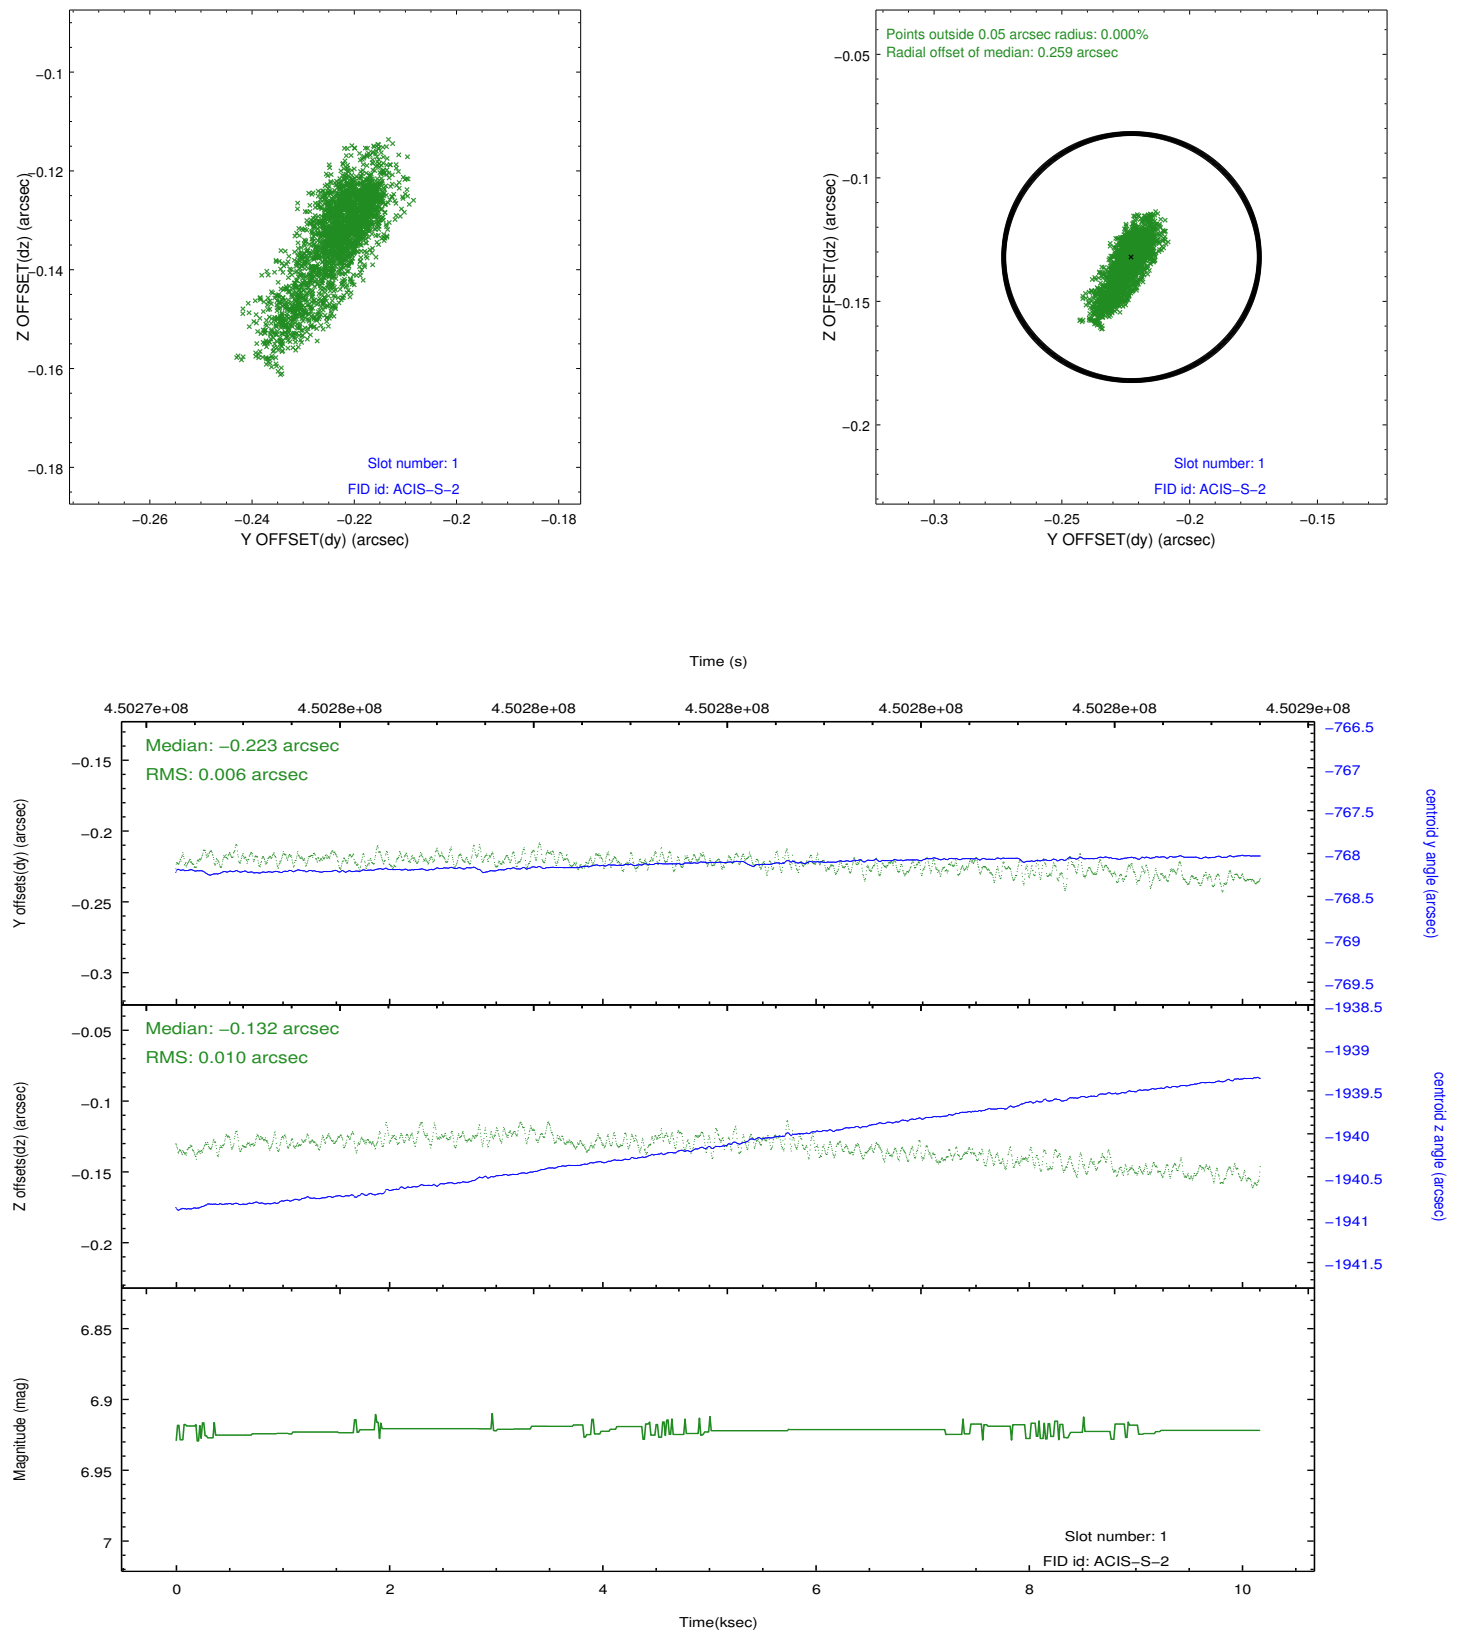 −0.1
−0.12
−0.14
−0.16
−0.18
Z OFFSET(dz) (arcsec)
Slot number: 1
FID id: ACIS−S−2
−0.26 −0.24 −0.22 −0.2 −0.18
Y OFFSET(dy) (arcsec)
Points outside 0.05 arcsec radius: 0.000%
Radial offset of median: 0.259 arcsec
−0.05
−0.1
−0.15
−0.2
Z OFFSET(dz) (arcsec)
Slot number: 1
FID id: ACIS−S−2
−0.3 −0.25 −0.2 −0.15
Y OFFSET(dy) (arcsec)
Time (s)
4.5027e+08 4.5028e+08 4.5028e+08 4.5028e+08 4.5028e+08 4.5028e+08 4.5029e+08
Median: −0.223 arcsec
RMS: 0.006 arcsec
−0.15
−0.2
−0.25
−0.3
Y offsets(dy) (arcsec)
−766.5
−767
−767.5
−768
−768.5
−769
−769.5
centroid y angle (arcsec)
Median: −0.132 arcsec
RMS: 0.010 arcsec
−0.05
−0.1
−0.15
−0.2
Z offsets(dz) (arcsec)
−1938.5
−1939
−1939.5
−1940
−1940.5
−1941
−1941.5
centroid z angle (arcsec)
6.85
6.9
6.95
7
Magnitude (mag)
Slot number: 1
FID id: ACIS−S−2
0 2 4 6 8 10
Time(ksec)